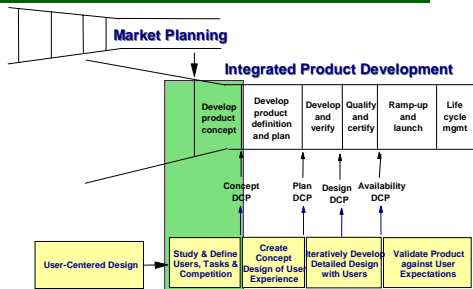 Market Planning
Integrated Product Development
Develop
product
concept
Develop
product
definition
and plan
Develop
and
verify
Qualify
and
certify
Ramp-up
and
launch
Life
cycle
mgmt
Concept
DCP
Plan
DCP
Design
DCP
Availability
DCP
User-Centered Design
Study & Define
Users, Tasks &
Competition
Create
Concept
Design of User
Experience
Iteratively Develop
Detailed Design
with Users
Validate Product
against User
Expectations